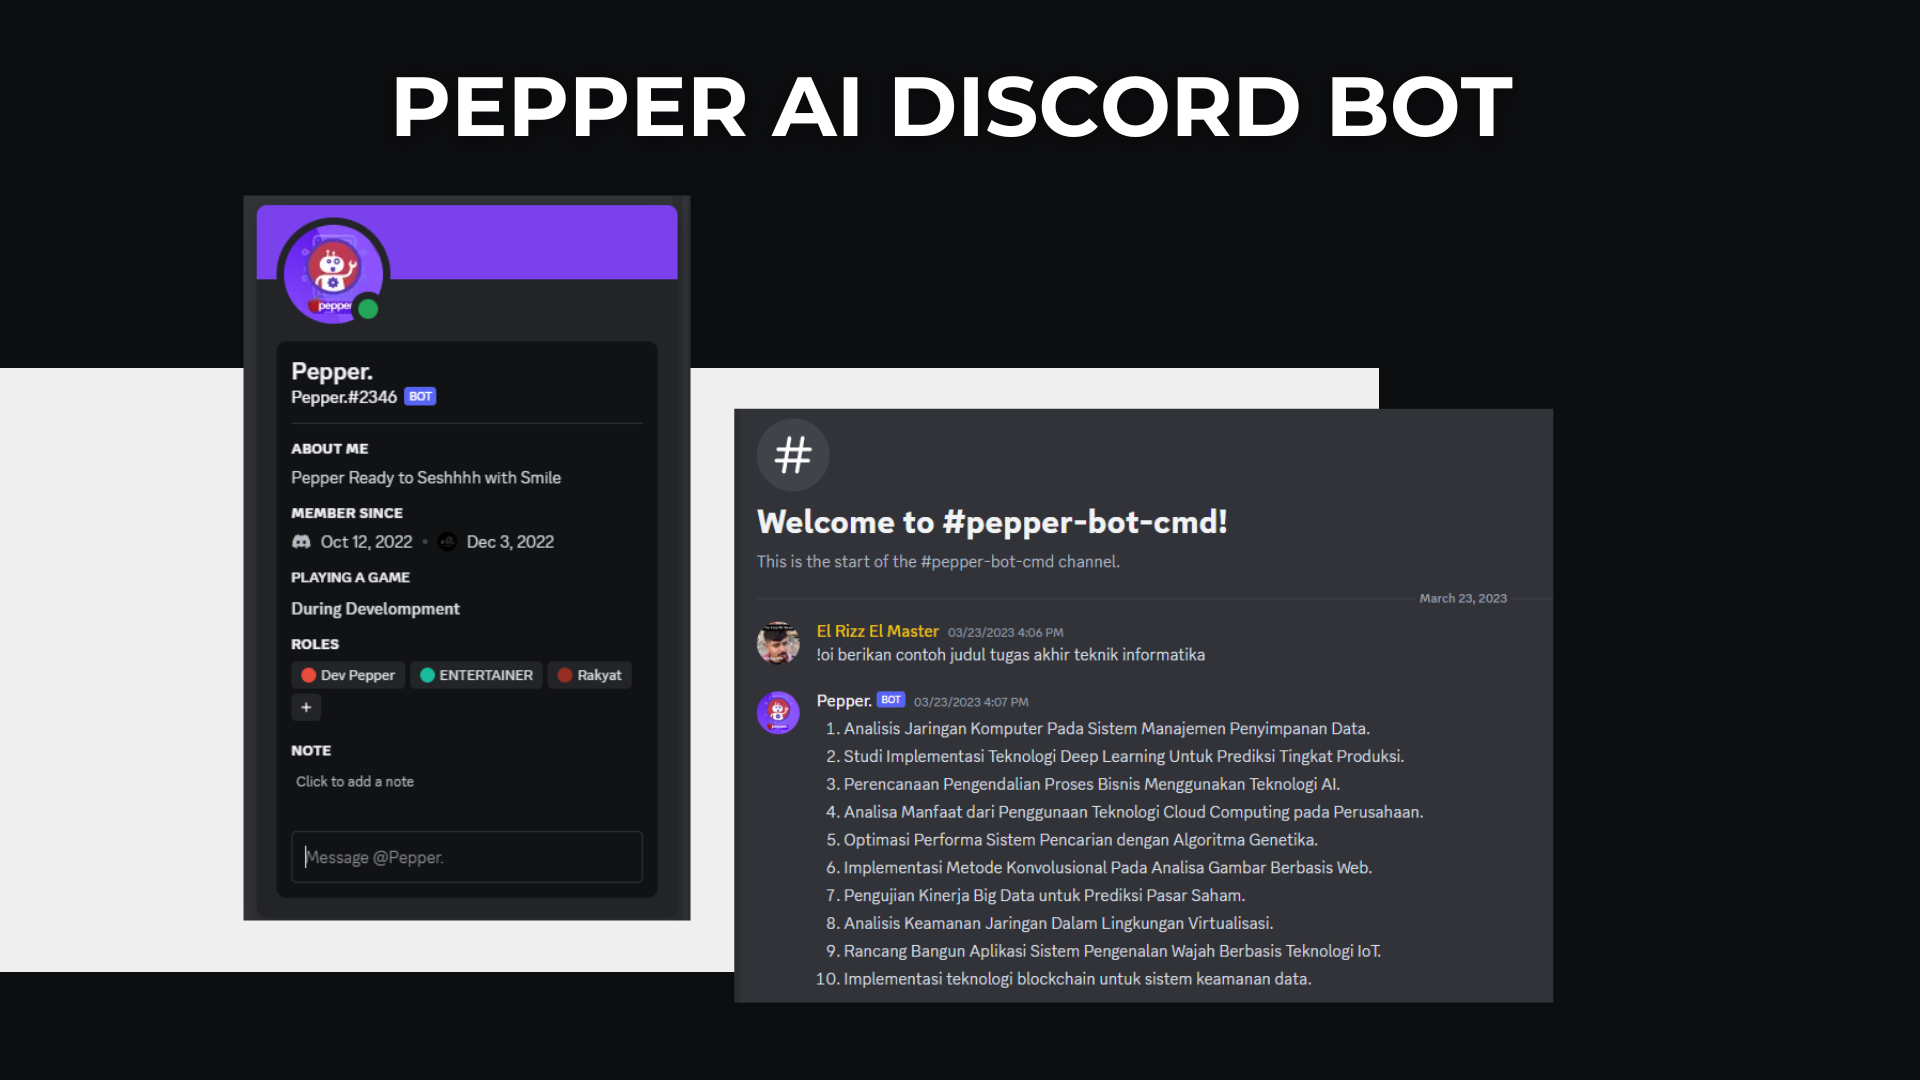 PEPPER AI DISCORD BOT
pepper
Pepper.
Pepper.#2346 BOT
ABOUT ME
Pepper Ready to Seshhhh with Smile
MEMBER SINCE
Oct 12, 2022 • Dec 3, 2022
PLAYING A GAME
During Develompment
ROLES
Dev Pepper ENTERTAINER Rakyat
+
NOTE
Click to add a note
Message @Pepper.
#
Welcome to #pepper-bot-cmd!
This is the start of the #pepper-bot-cmd channel.
March 23, 2023
El Rizz El Master 03/23/2023 4:06 PM
!oi berikan contoh judul tugas akhir teknik informatika
Pepper. BOT 03/23/2023 4:07 PM
1. Analisis Jaringan Komputer Pada Sistem Manajemen Penyimpanan Data.
2. Studi Implementasi Teknologi Deep Learning Untuk Prediksi Tingkat Produksi.
3. Perencanaan Pengendalian Proses Bisnis Menggunakan Teknologi AI.
4. Analisa Manfaat dari Penggunaan Teknologi Cloud Computing pada Perusahaan.
5. Optimasi Performa Sistem Pencarian dengan Algoritma Genetika.
6. Implementasi Metode Konvolusional Pada Analisa Gambar Berbasis Web.
7. Pengujian Kinerja Big Data untuk Prediksi Pasar Saham.
8. Analisis Keamanan Jaringan Dalam Lingkungan Virtualisasi.
9. Rancang Bangun Aplikasi Sistem Pengenalan Wajah Berbasis Teknologi IoT.
10. Implementasi teknologi blockchain untuk sistem keamanan data.